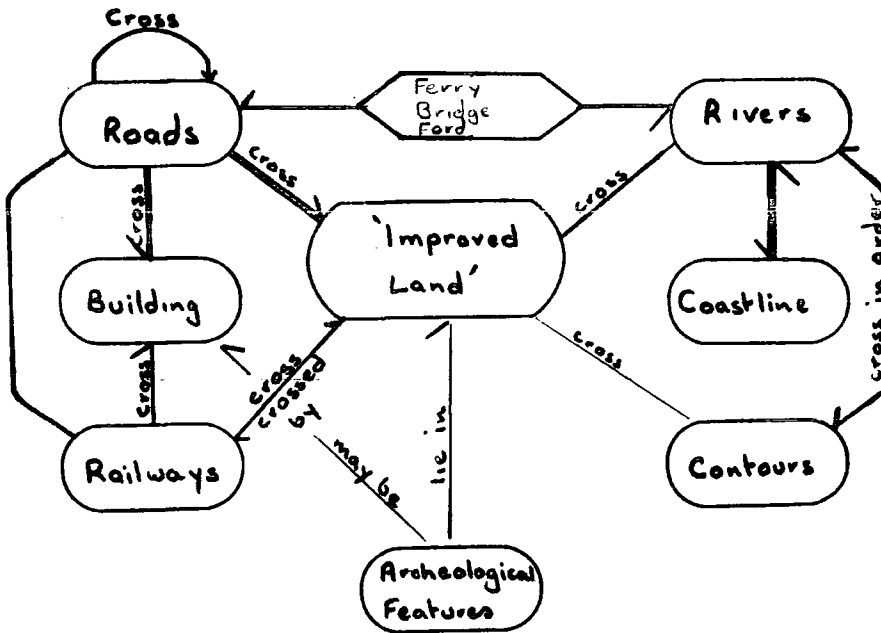 Cross
Roads
Ferry
Bridge
Ford
Rivers
cross
cross
cross
'Improved
Land'
Building
Coastline
cross in order
cross
cross
crossed
by
cross
may be
lie in
Railways
Contours
Archeological
Features